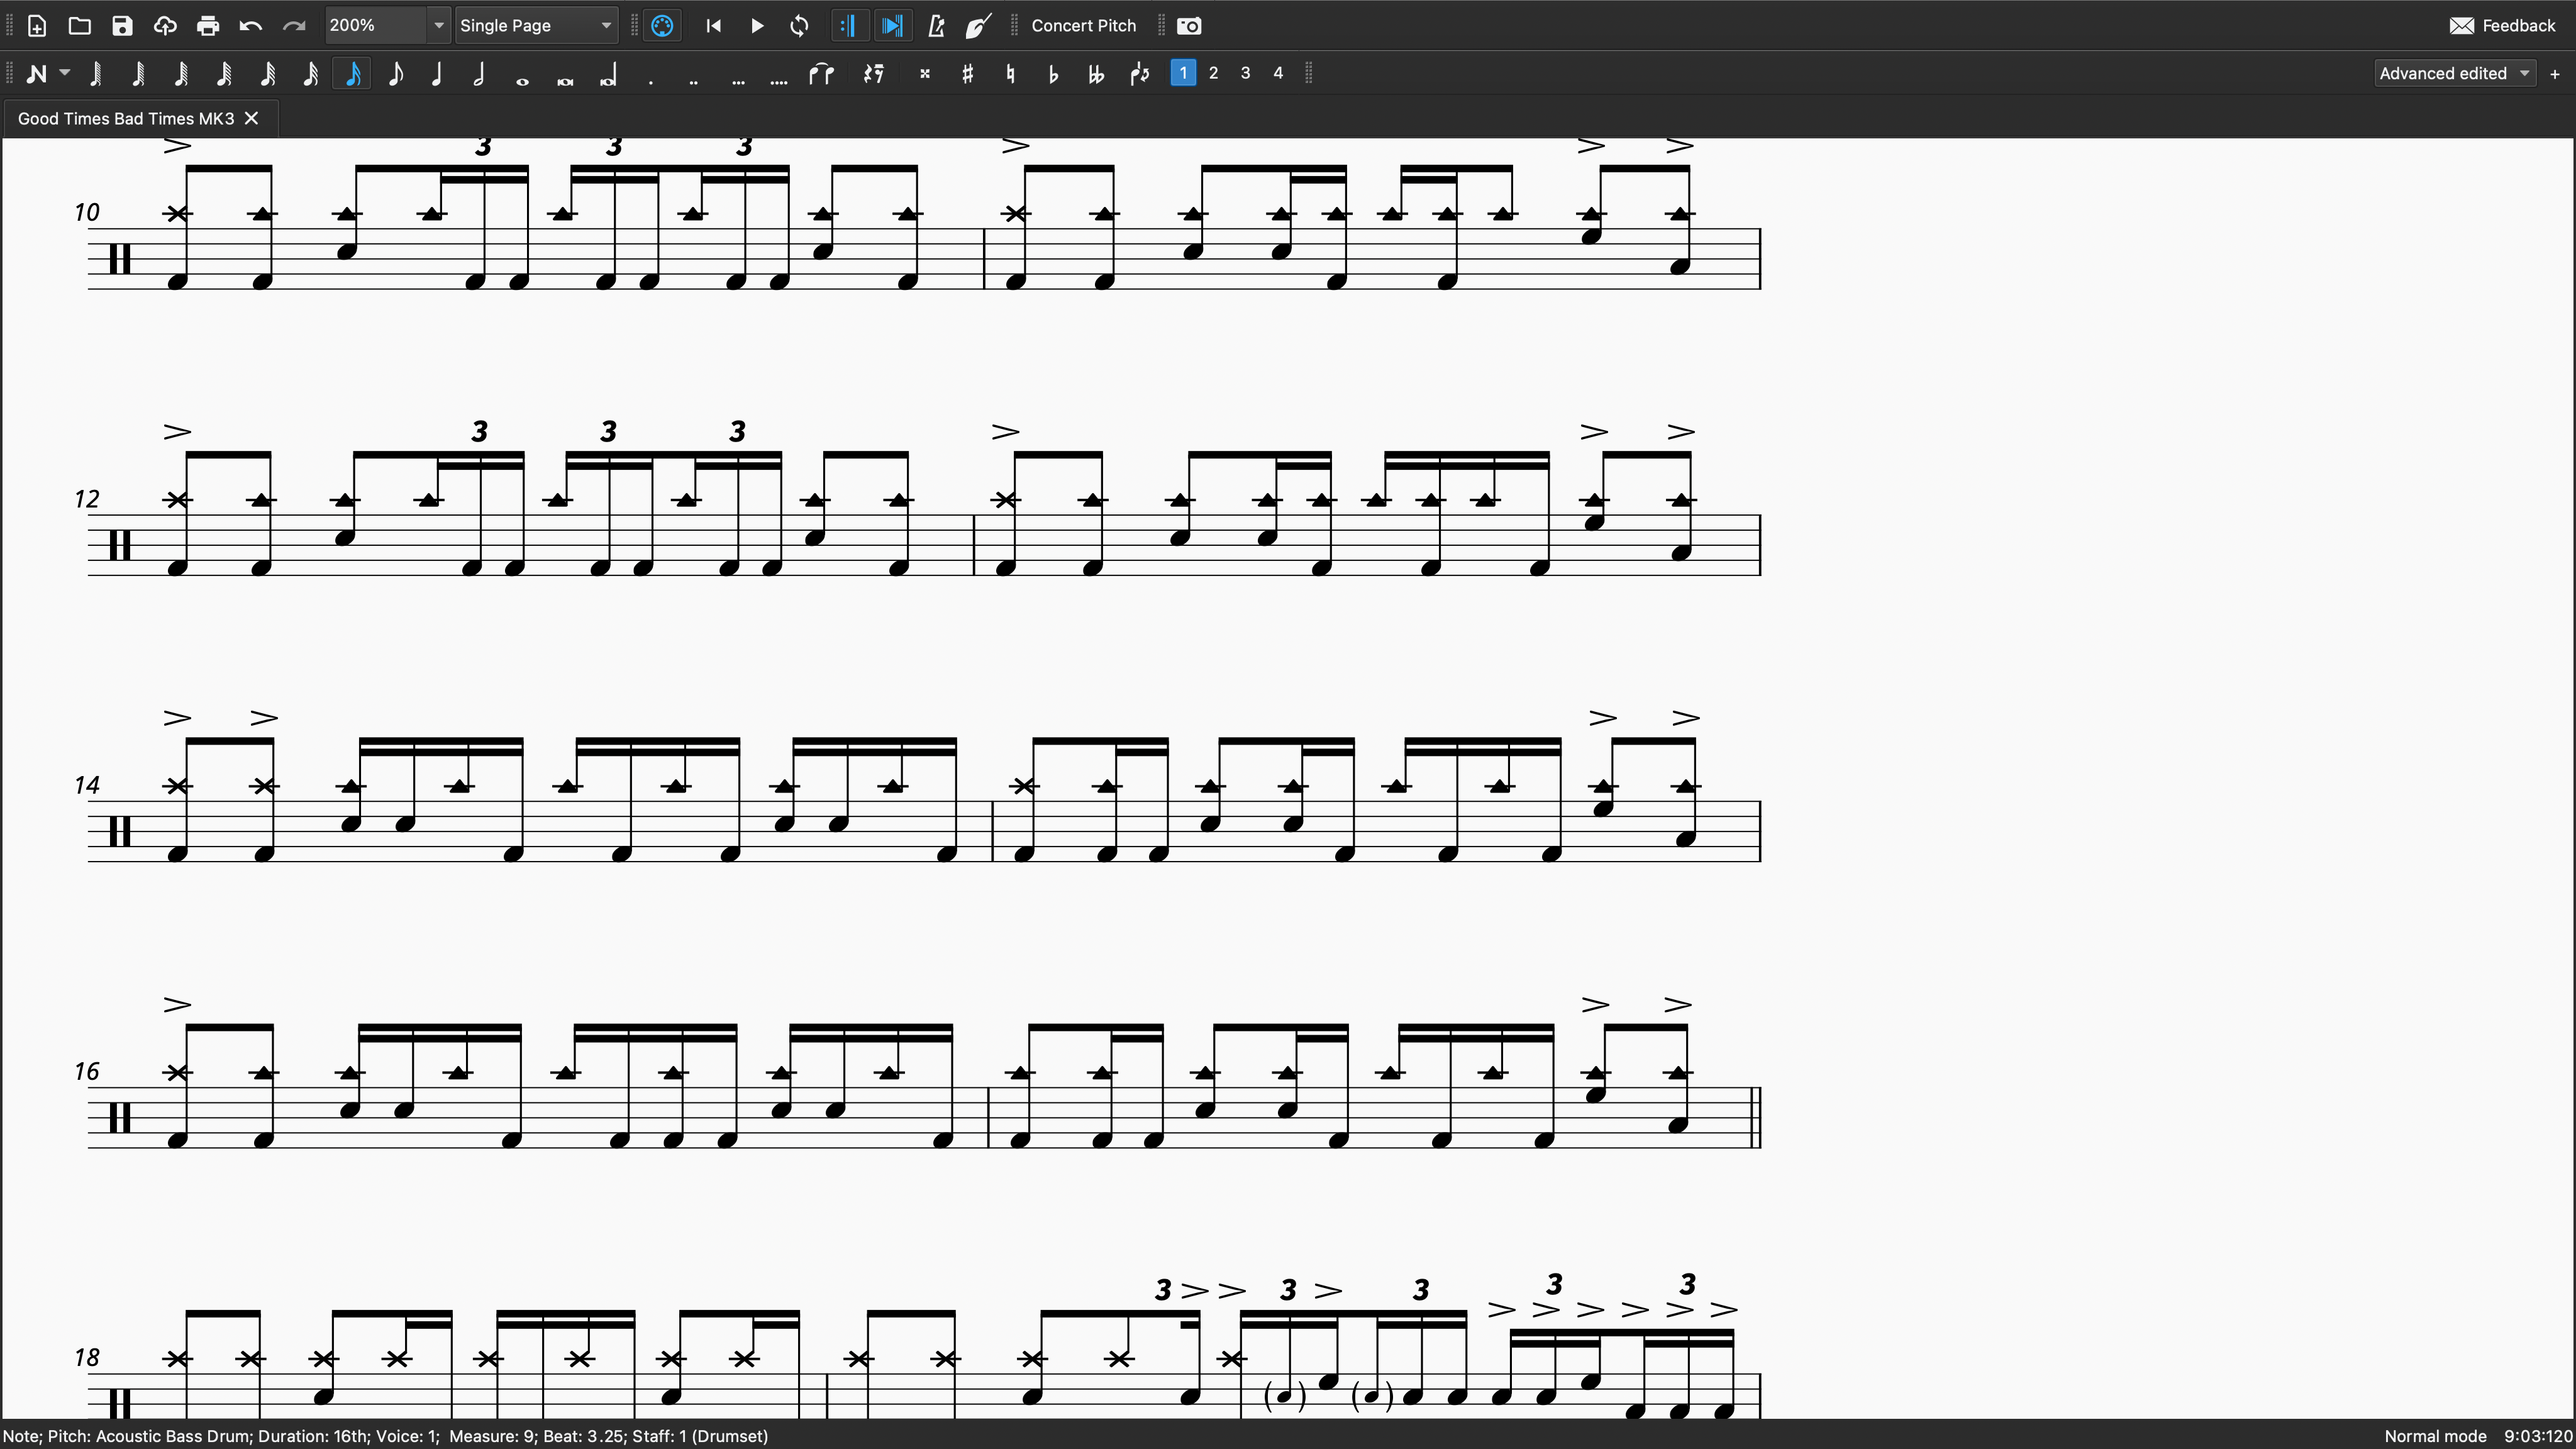 200% Single Page Concert Pitch Feedback
1 2 3 4 Advanced edited +
Good Times Bad Times MK3
3 3 3
10
3 3 3
12
14
16
3 3
3 3 3
18
Note; Pitch: Acoustic Bass Drum; Duration: 16th; Voice: 1; Measure: 9; Beat: 3.25; Staff: 1 (Drumset) Normal mode 9:03:120